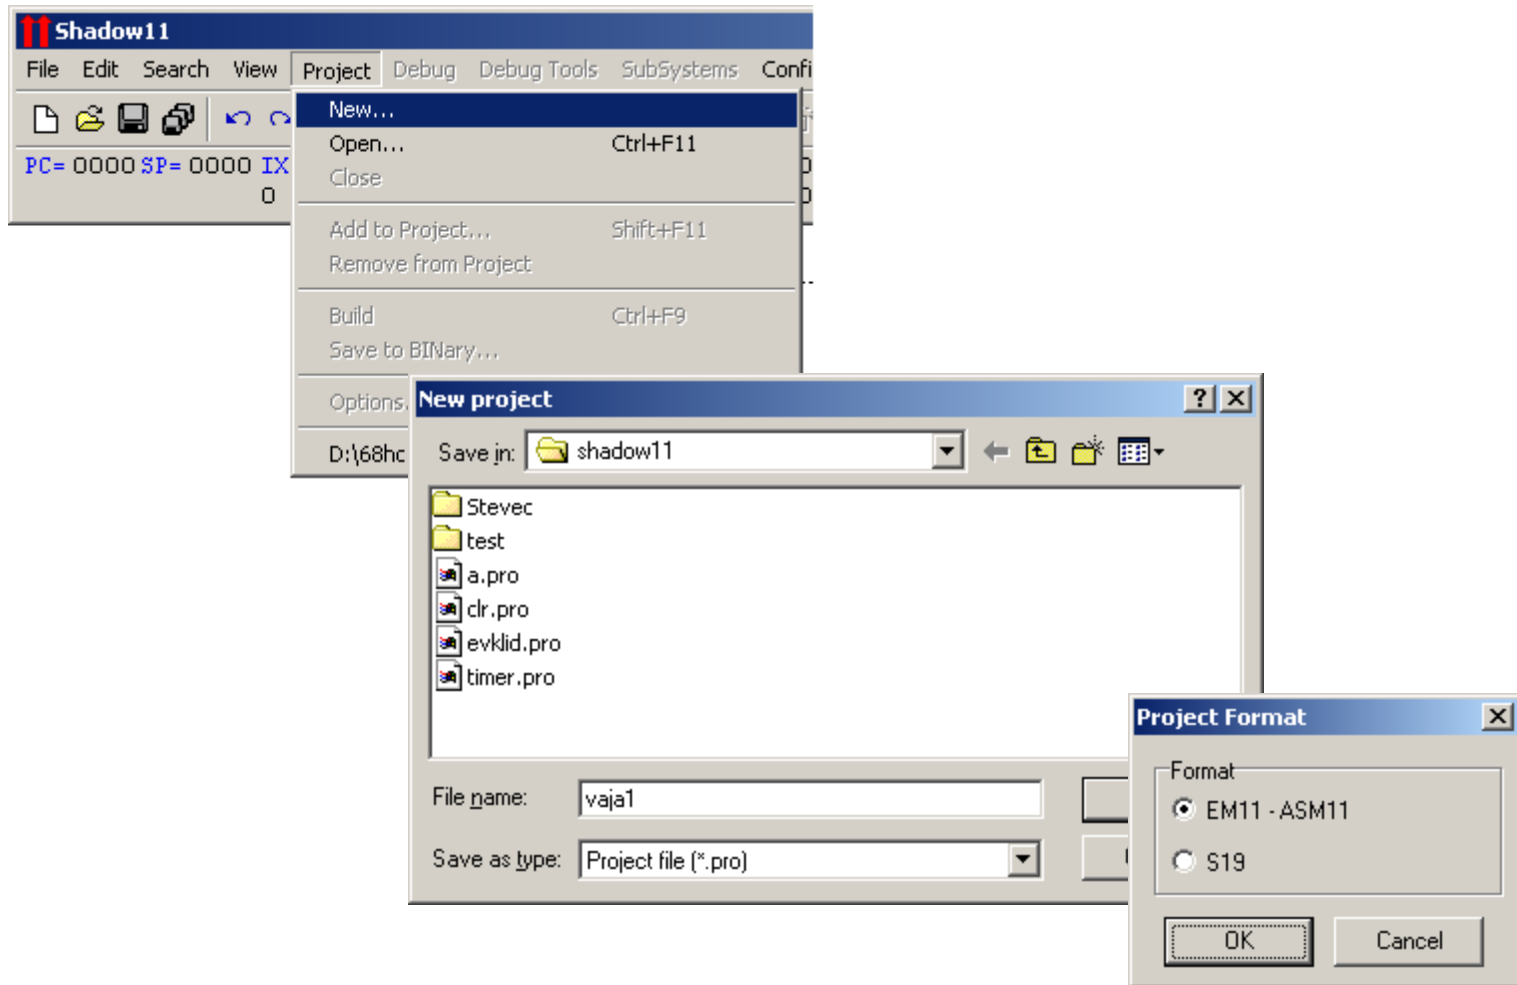 Shadow11
File Edit Search View Project Debug Debug Tools SubSystems Confi
New...
Open... Ctrl+F11
PC= 0000 SP= 0000 IX
Close
0
Add to Project... Shift+F11
Remove from Project
Build Ctrl+F9
Save to BINary...
Options.
D:\68hc
New project
Save in: shadow11
Stevec
test
a.pro
clr.pro
evklid.pro
timer.pro
File name: vaja1
Save as type: Project file (*.pro)
Project Format
Format
EM11 - ASM11
S19
OK Cancel